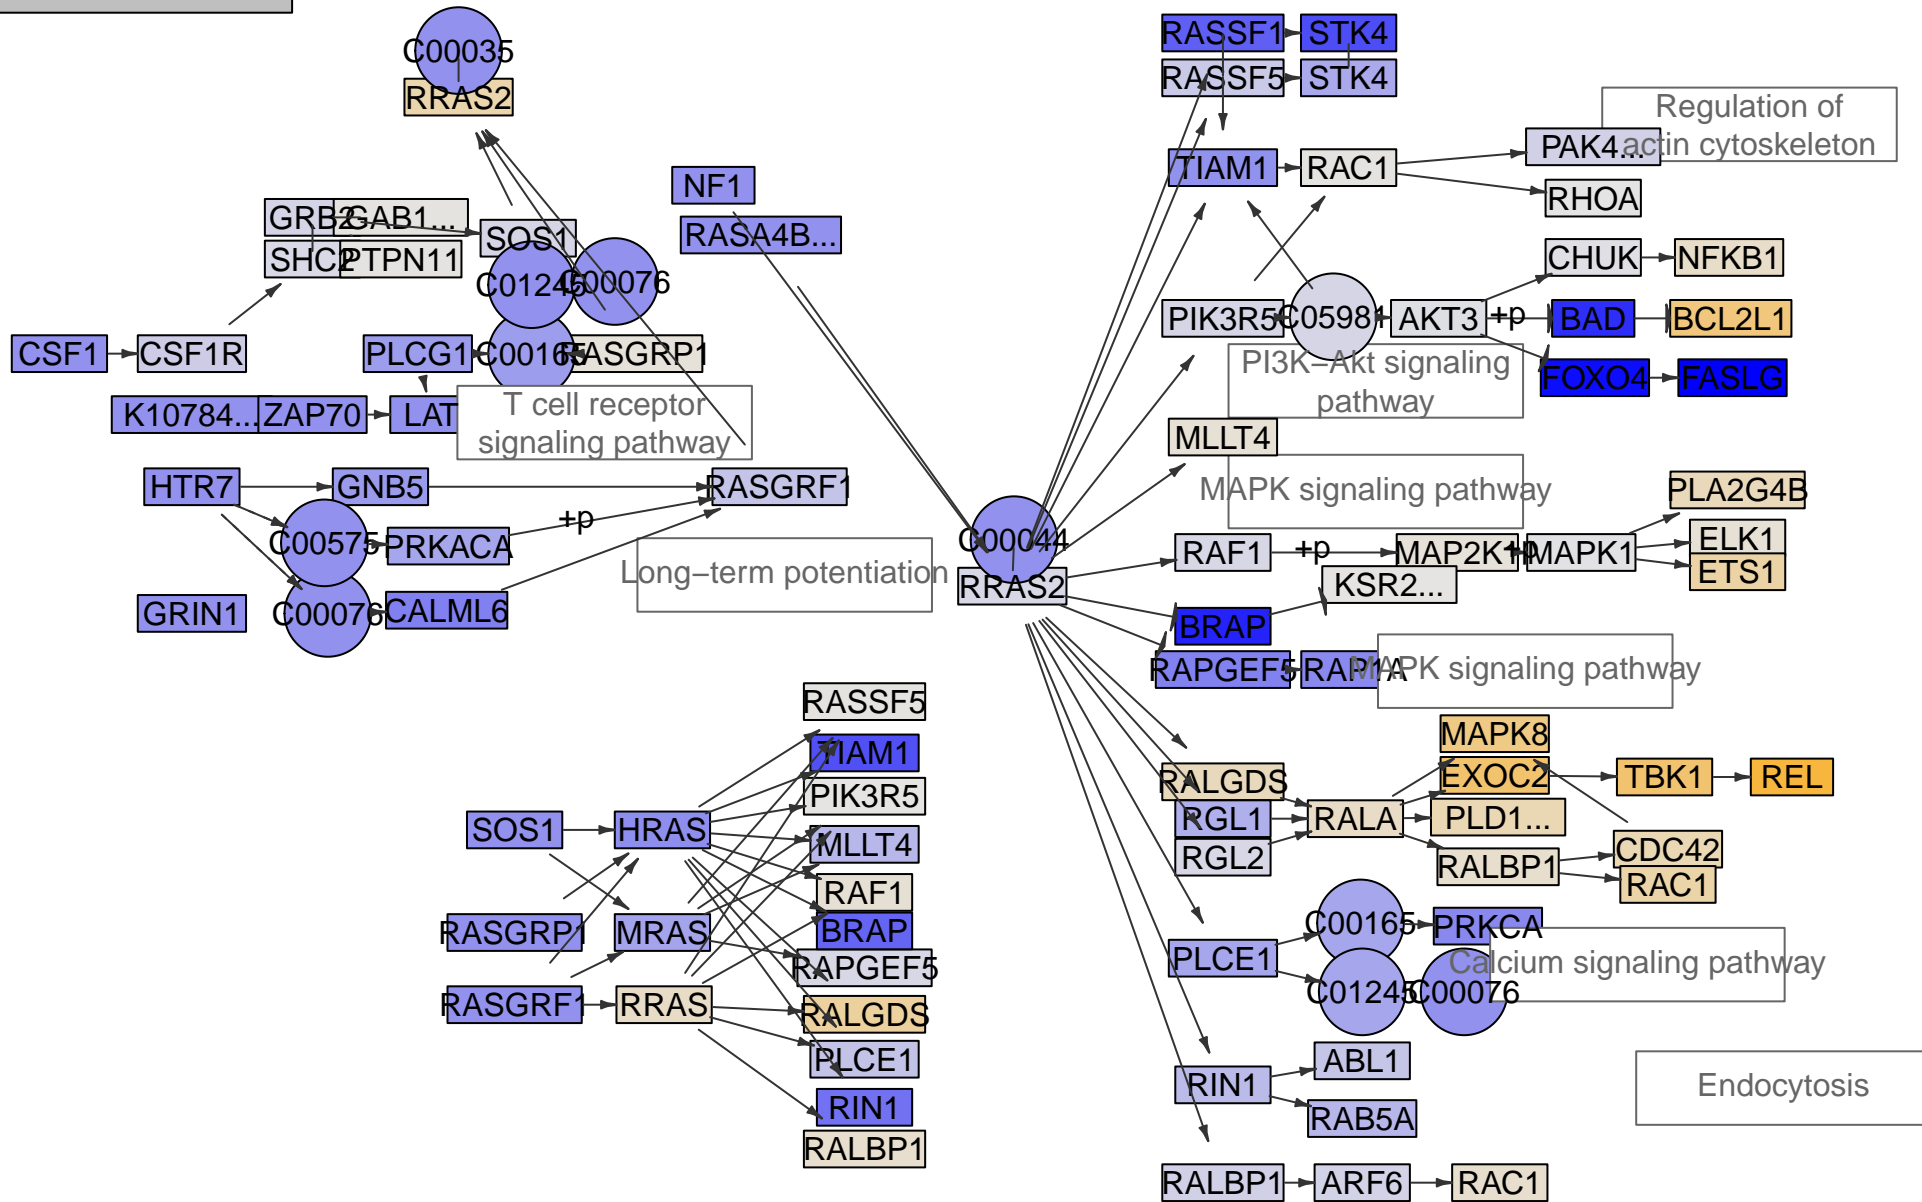 C00035
RRAS2
NF1
RASA4B...
GRB2
GAB1...
SHC2
PTPN11
SOS1
C01245
C00076
CSF1
CSF1R
PLCG1
C00165
RASGRP1
K10784...
ZAP70
LAT
T cell receptor
signaling pathway
HTR7
GNB5
RASGRF1
+p
C00575
PRKACA
GRIN1
C00076
CALML6
Long−term potentiation
C00044
RRAS2
RASSF1
STK4
RASSF5
STK4
Regulation of
actin cytoskeleton
PAK4...
TIAM1
RAC1
RHOA
CHUK
NFKB1
PIK3R5
C05981
AKT3
+p
BAD
BCL2L1
PI3K−Akt signaling
pathway
FOXO4
FASLG
MLLT4
MAPK signaling pathway
PLA2G4B
RAF1
+p
MAP2K1
+p
MAPK1
ELK1
ETS1
KSR2...
BRAP
RAPGEF5
RAP1A
MAPK signaling pathway
RASSF5
TIAM1
PIK3R5
SOS1
HRAS
MLLT4
RAF1
RASGRP1
MRAS
BRAP
RAPGEF5
RASGRF1
RRAS
RALGDS
PLCE1
RIN1
RALBP1
MAPK8
RALGDS
EXOC2
TBK1
REL
RGL1
RALA
PLD1...
RGL2
RALBP1
CDC42
RAC1
C00165
PRKCA
PLCE1
Calcium signaling pathway
C01245
C00076
ABL1
RIN1
RAB5A
Endocytosis
RALBP1
ARF6
RAC1